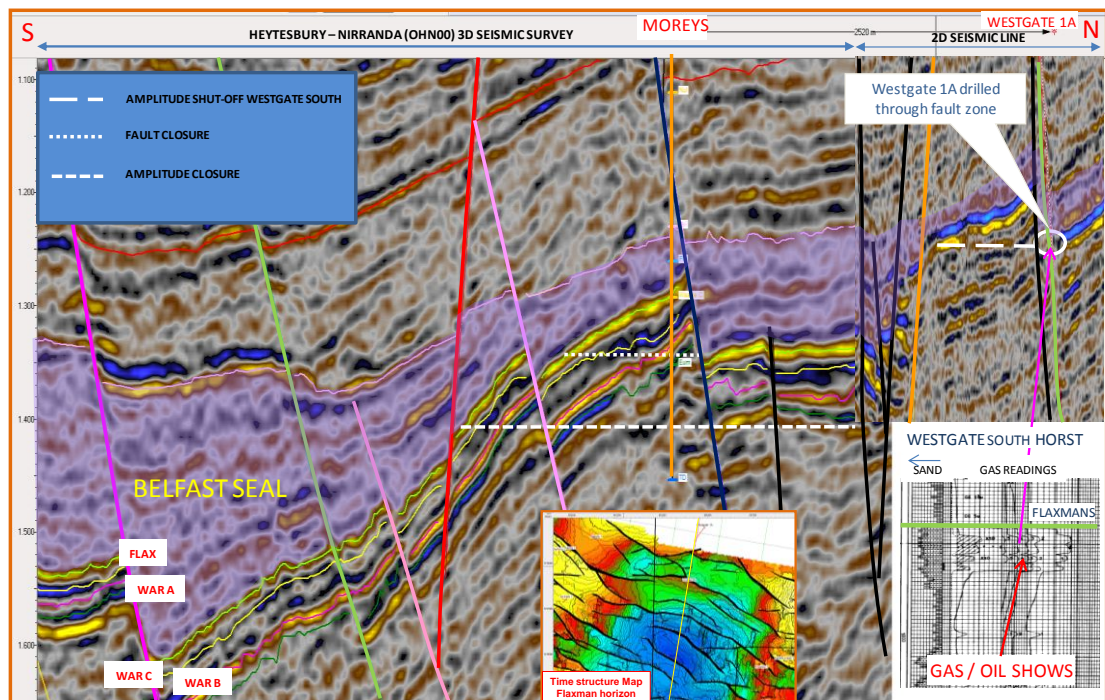 S
HEYTESBURY – NIRRANDA (OHN00) 3D SEISMIC SURVEY
MOREYS
WESTGATE 1A
N
-2520 m
2D SEISMIC LINE
AMPLITUDE SHUT-OFF WESTGATE SOUTH
FAULT CLOSURE
AMPLITUDE CLOSURE
Westgate 1A drilled
through fault zone
1.100
1.200
1.300
1.400
1.500
1.600
BELFAST SEAL
FLAX
WAR A
WAR C
WAR B
TD
Time structure Map
Flaxman horizon
WESTGATE SOUTH HORST
SAND
GAS READINGS
FLAXMANS
GAS / OIL SHOWS